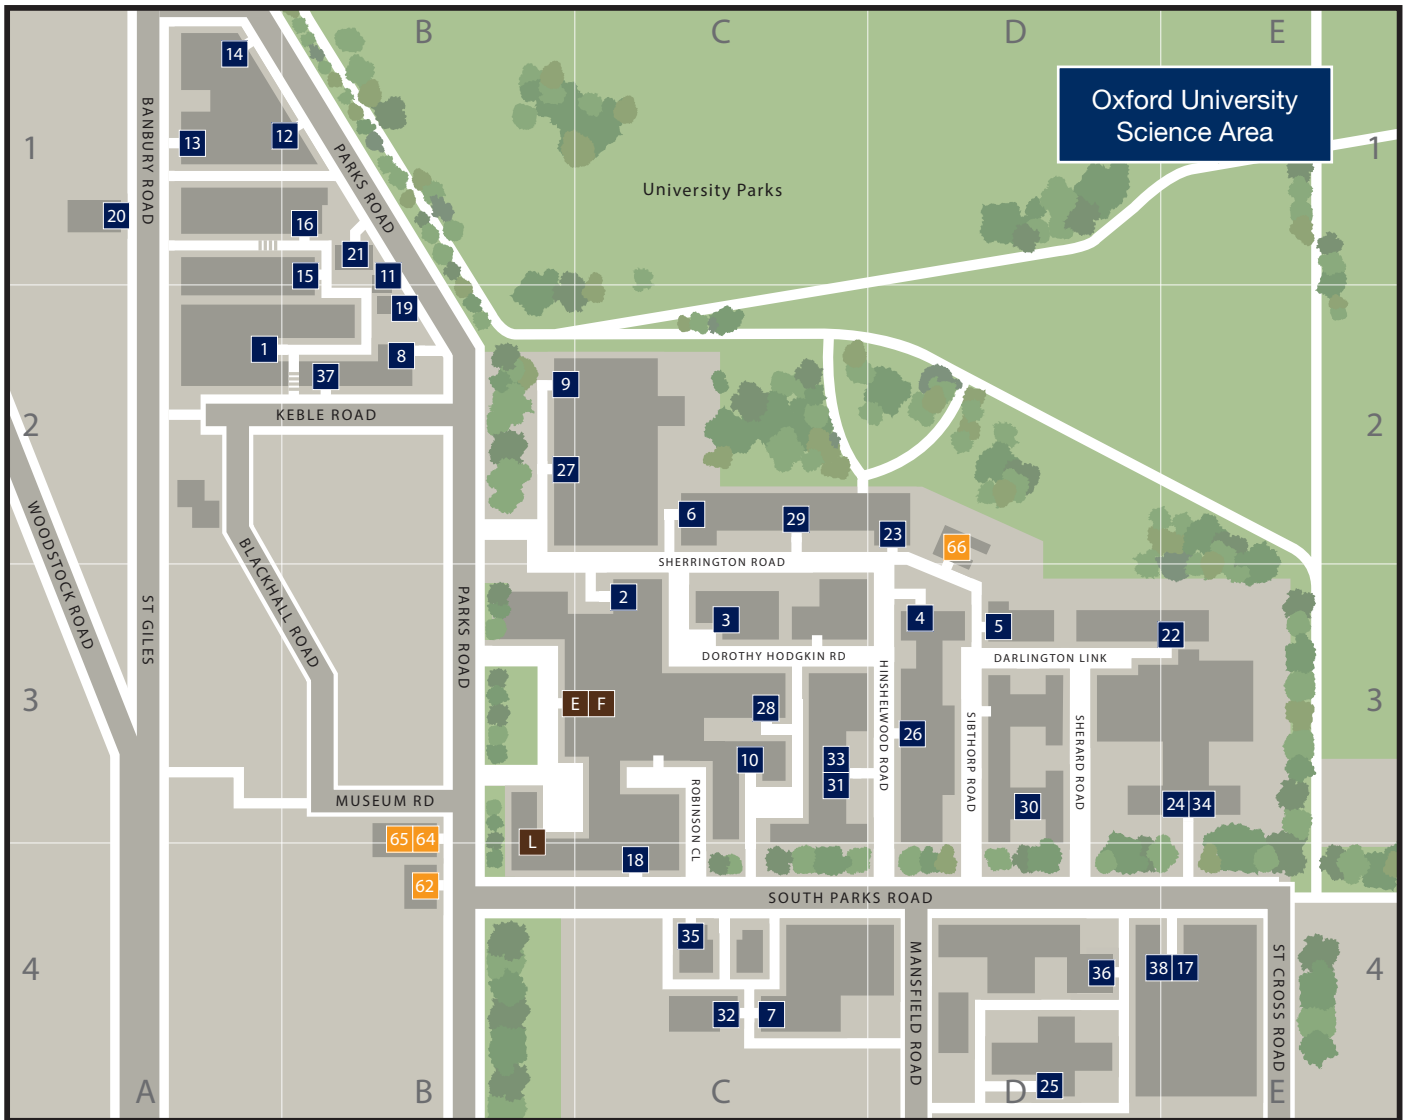 B
C
D
E
Oxford University
Science Area
14
BANBURY ROAD
13
12
1
PARKS ROAD
1
University Parks
20
16
21
15
11
19
1
8
37
9
KEBLE ROAD
2
2
27
WOODSTOCK ROAD
6
29
23
66
BLACKHALL ROAD
SHERRINGTON ROAD
ST GILES
PARKS ROAD
2
3
4
5
22
DOROTHY HODGKIN RD
DARLINGTON LINK
3
E
F
28
HINSHELWOOD ROAD
26
SIBTHORP ROAD
SHERARD ROAD
3
10
33
31
MUSEUM RD
ROBINSON CL
30
24
34
65
64
L
18
62
SOUTH PARKS ROAD
35
MANSFIELD ROAD
36
38
17
ST CROSS ROAD
4
4
32
7
25
A
B
C
D
E